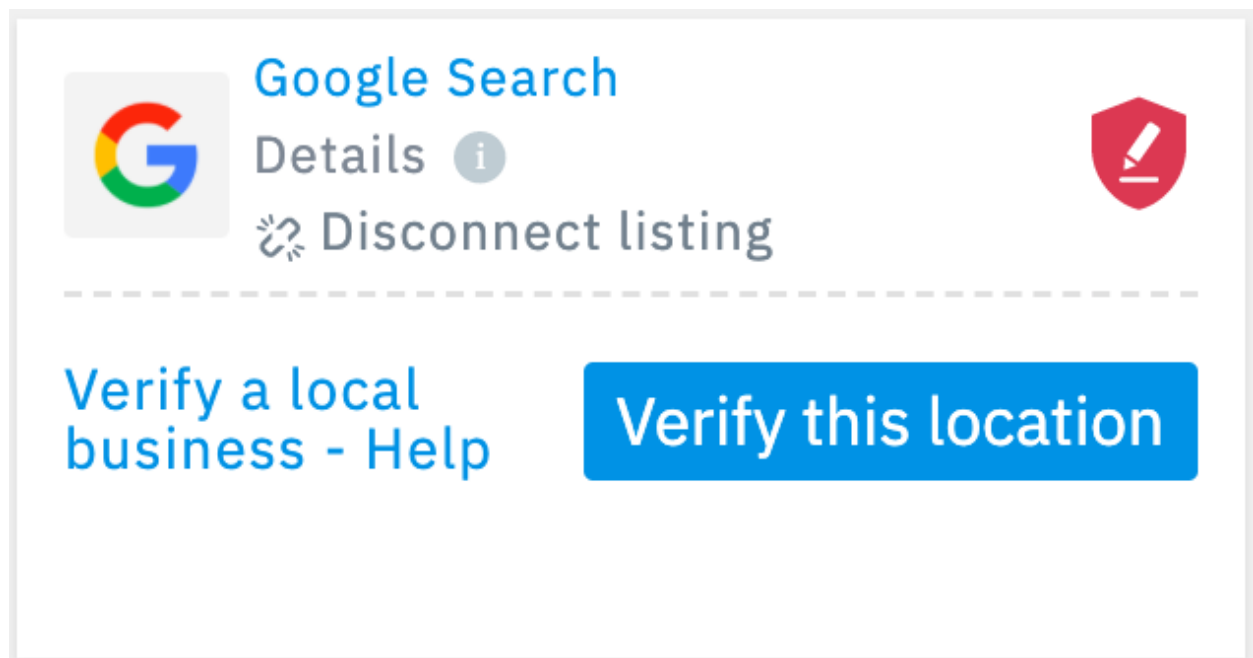 Google Search
Details i
Disconnect listing
Verify a local
business - Help
Verify this location